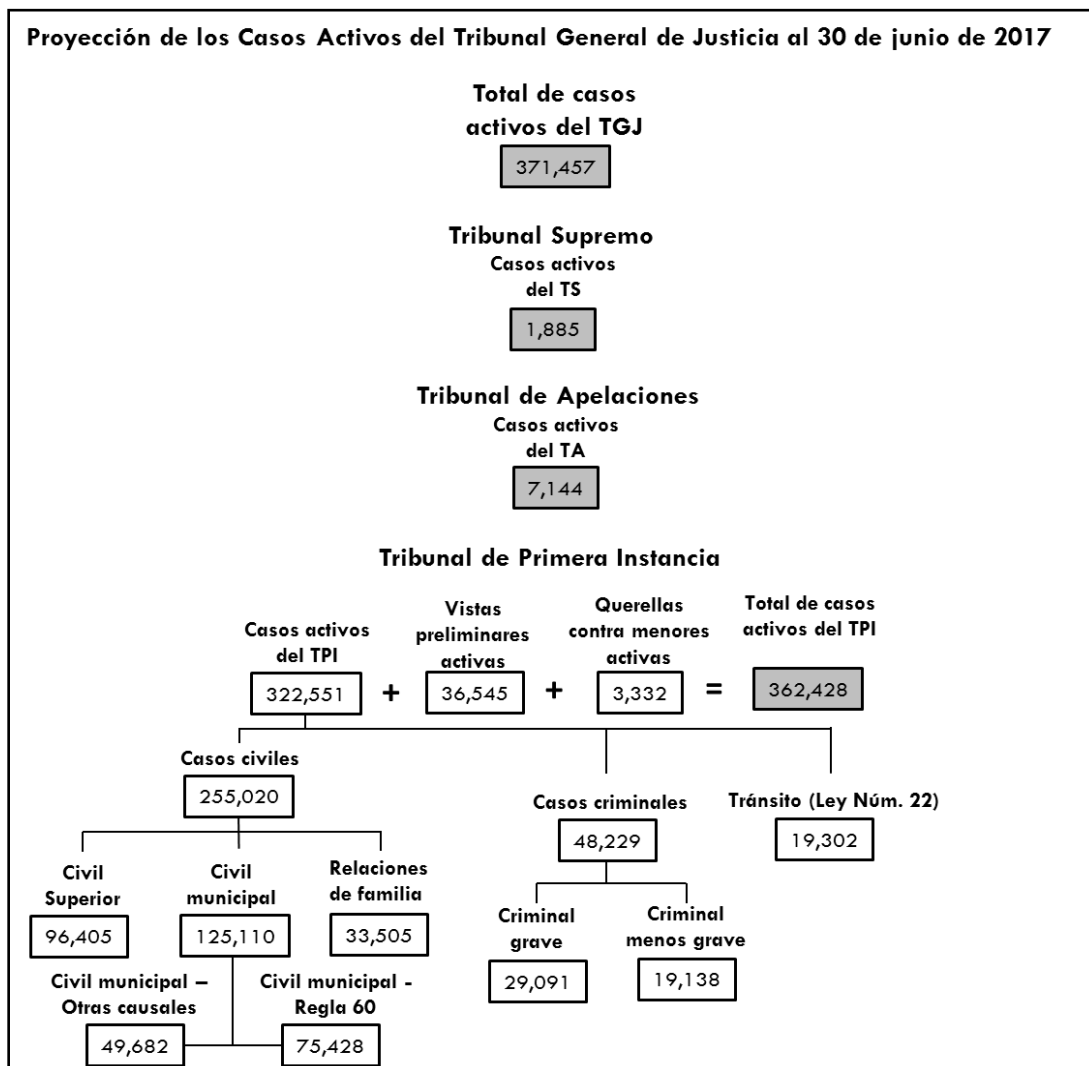 Proyección de los Casos Activos del Tribunal General de Justicia al 30 de junio de 2017
Total de casos
activos del TGJ
371,457
Tribunal Supremo
Casos activos
del TS
1,885
Tribunal de Apelaciones
Casos activos
del TA
7,144
Tribunal de Primera Instancia
Casos activos
del TPI
322,551
+
Vistas
preliminares
activas
36,545
+
Querellas
contra menores
activas
3,332
=
Total de casos
activos del TPI
362,428
Casos civiles
255,020
Casos criminales
48,229
Tránsito (Ley Núm. 22)
19,302
Civil
Superior
96,405
Civil
municipal
125,110
Relaciones
de familia
33,505
Criminal
grave
29,091
Criminal
menos grave
19,138
Civil municipal –
Otras causales
49,682
Civil municipal -
Regla 60
75,428